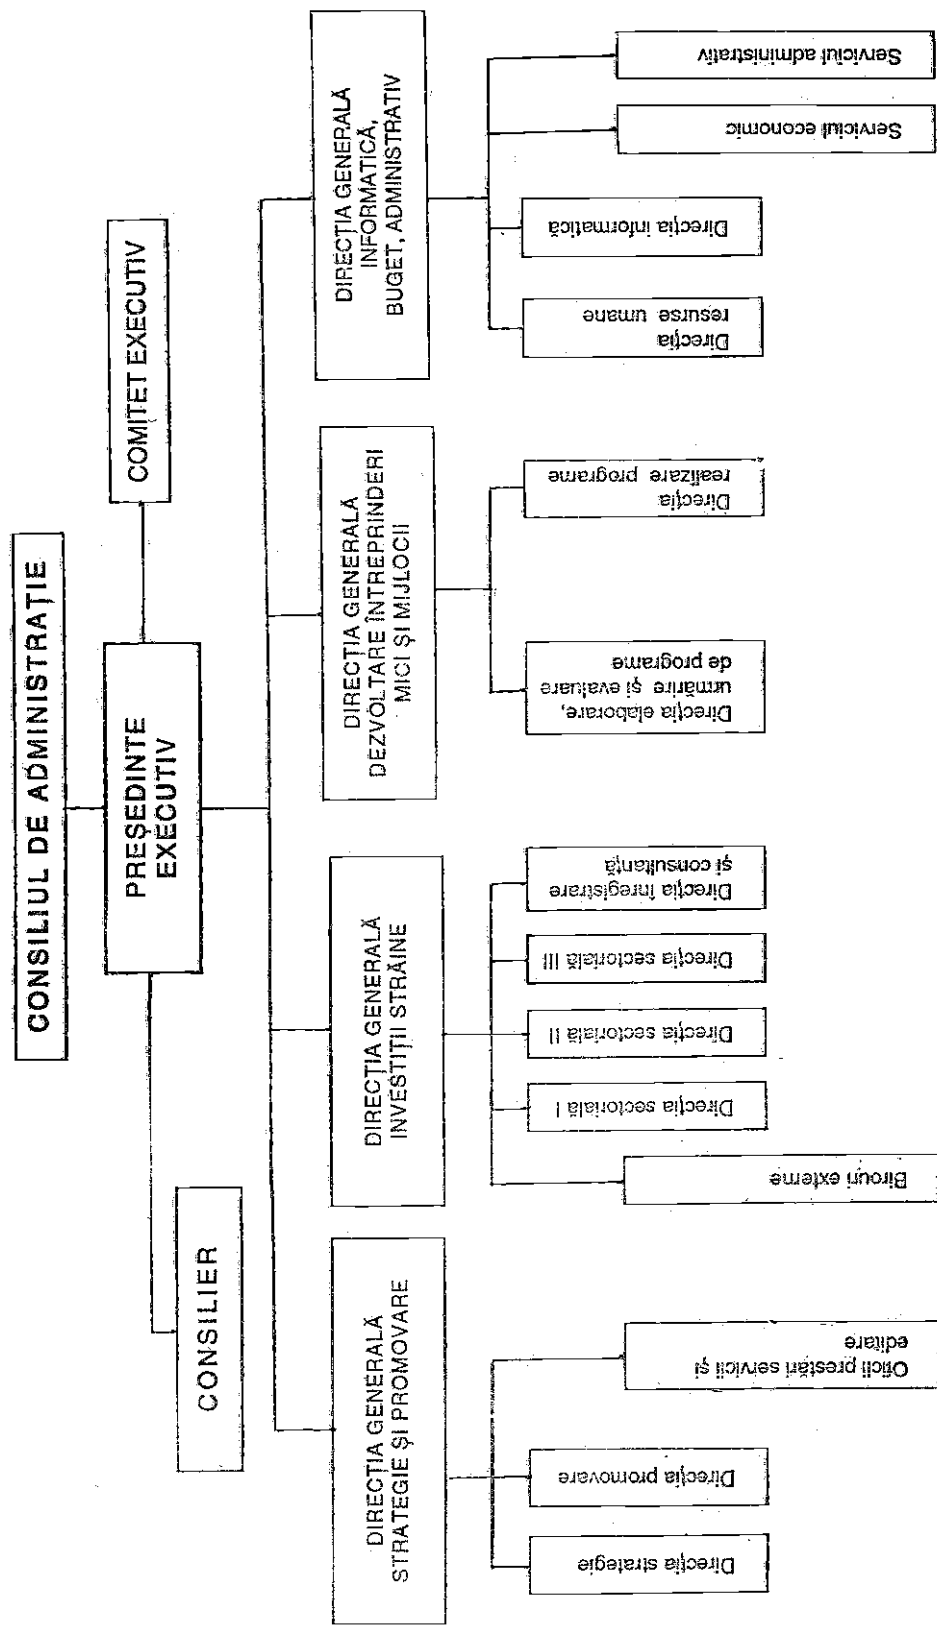 CONSILIUL DE ADMINISTRAȚIE
PREȘEDINTE
EXECUTIV
COMITET EXECUTIV
CONSILIER
DIRECȚIA GENERALĂ
STRATEGIE ȘI PROMOVARE
DIRECȚIA GENERALĂ
INVESTIȚII STRĂINE
DIRECȚIA GENERALĂ
DEZVOLTARE ÎNTREPRINDERI
MICI ȘI MIJLOCII
DIRECȚIA GENERALĂ
INFORMATICĂ,
BUGET, ADMINISTRATIV
Direcția strategie
Direcția promovare
Oficii prestări servicii și
editare
Birouri externe
Direcția sectorială I
Direcția sectorială II
Direcția sectorială III
Direcția înregistrare
și consultanță
Direcția elaborare,
urmărire și evaluare
de programe
Direcția
realizare programe
Direcția
resurse umane
Direcția informatică
Serviciul economic
Serviciul administrativ